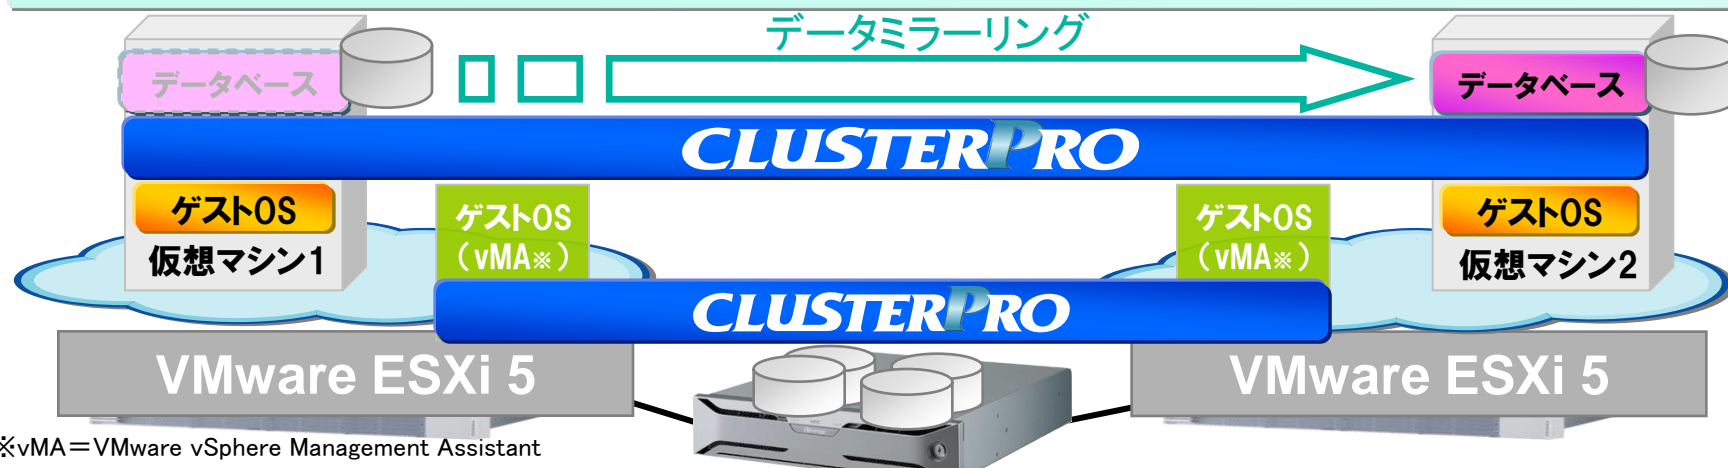 データミラーリング
データベース
データベース
CLUSTERPRO
ゲストOS
仮想マシン1
ゲストOS
(vMA※)
ゲストOS
(vMA※)
ゲストOS
仮想マシン2
CLUSTERPRO
VMware ESXi 5
VMware ESXi 5
※vMA＝VMware vSphere Management Assistant